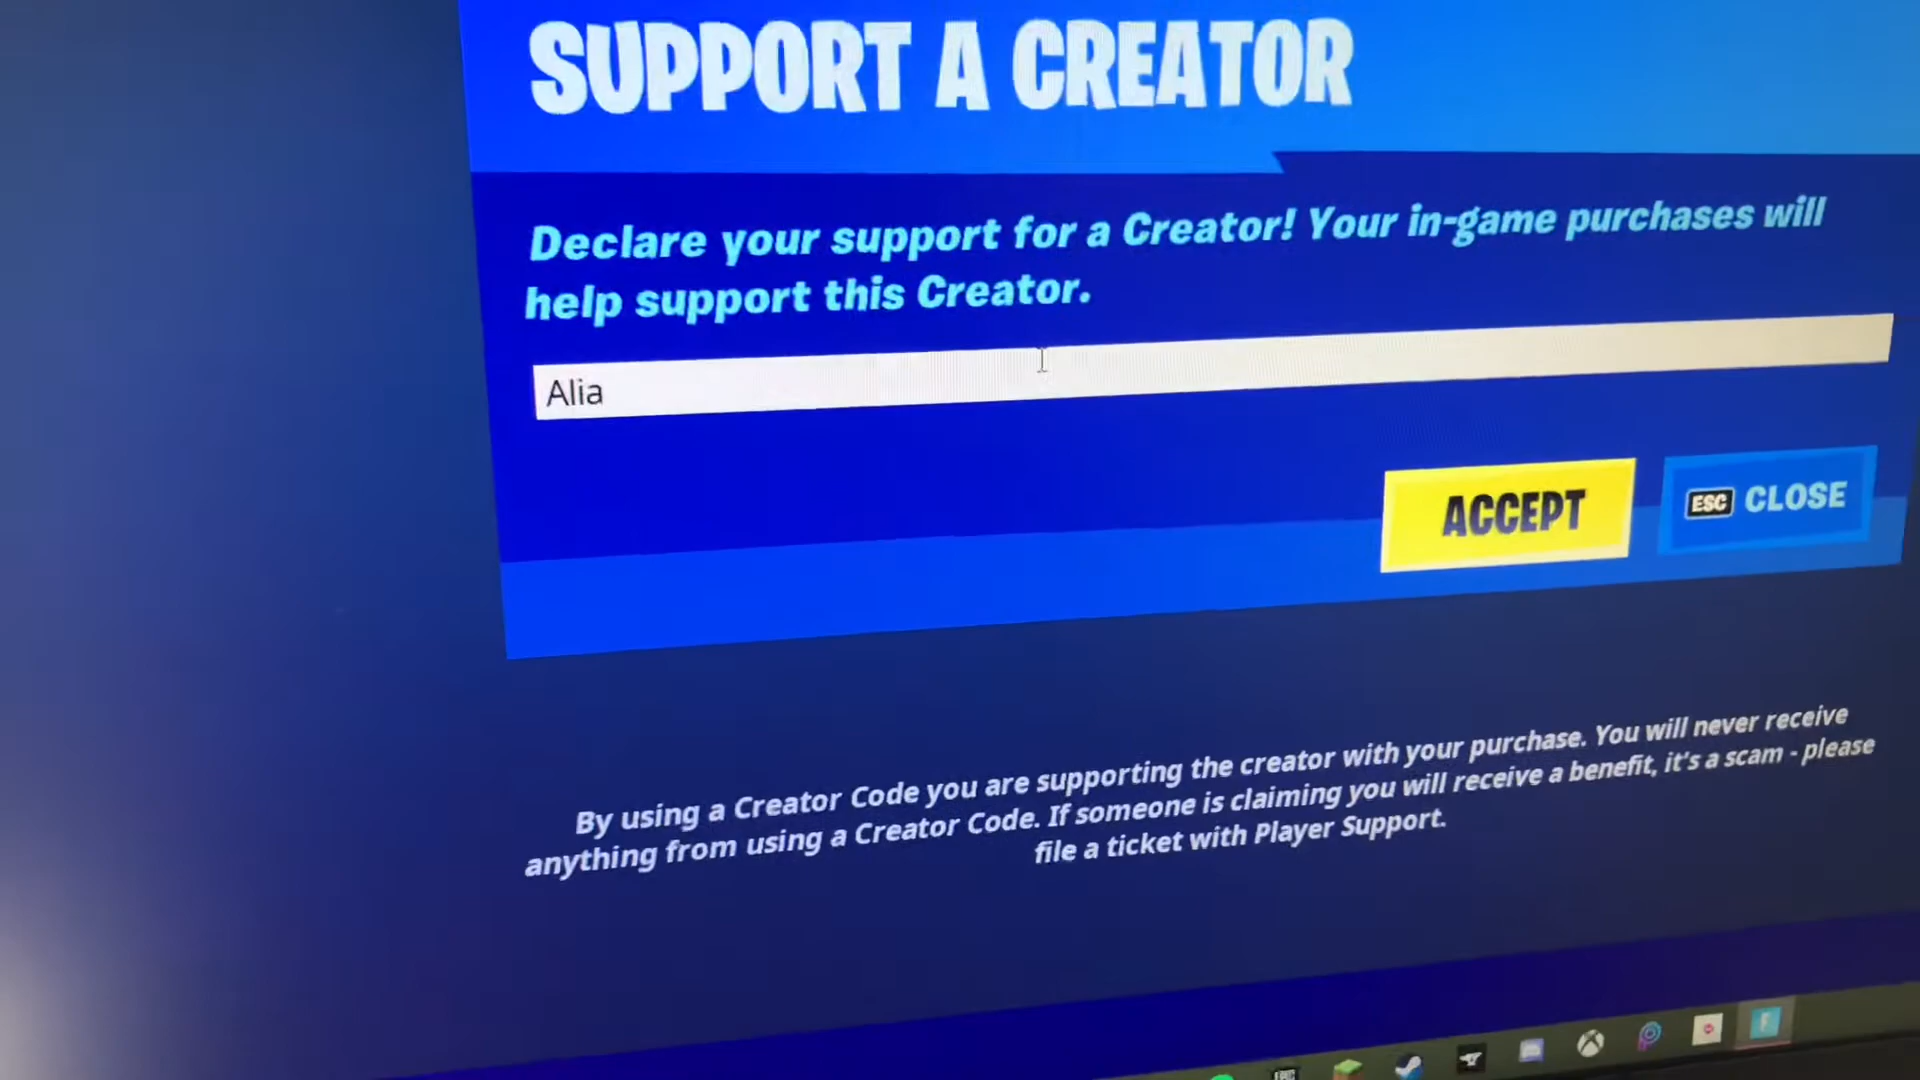 SUPPORT A CREATOR
Declare your support for a Creator! Your in-game purchases will
help support this Creator.
Alia
ACCEPT
ESC CLOSE
By using a Creator Code you are supporting the creator with your purchase. You will never receive
anything from using a Creator Code. If someone is claiming you will receive a benefit, it's a scam - please
file a ticket with Player Support.